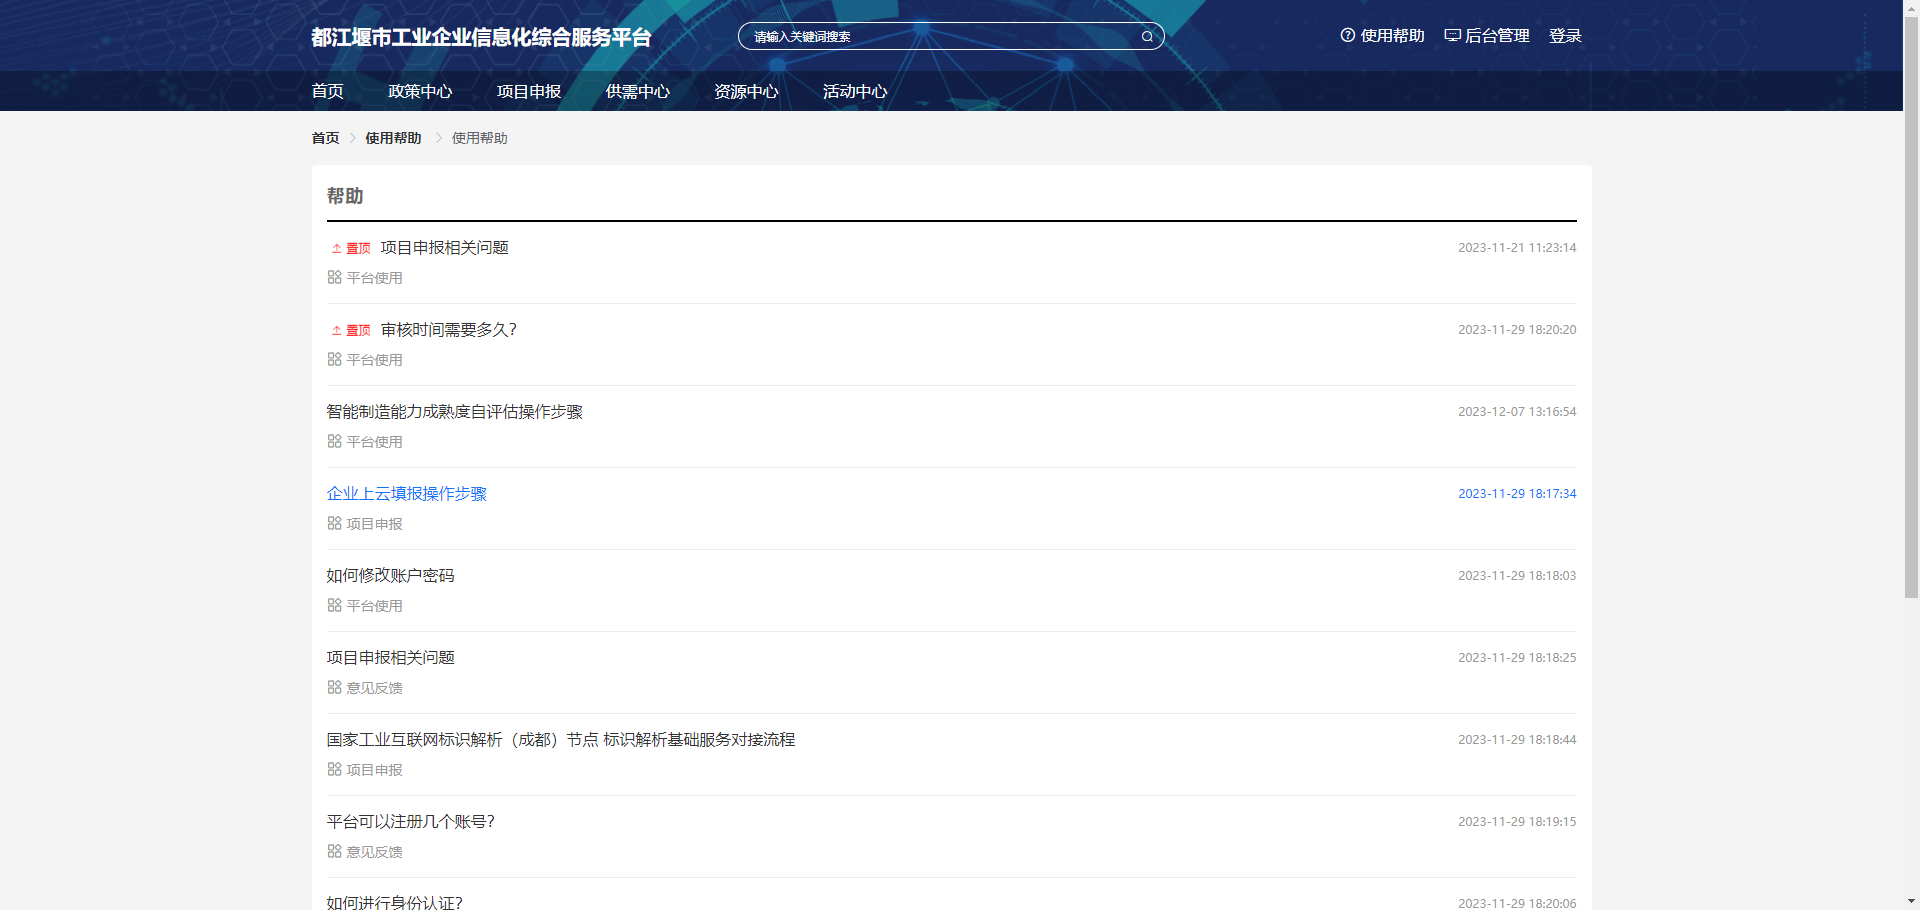 都江堰市工业企业信息化综合服务平台
请输入关键词搜索
使用帮助 后台管理 登录
首页 政策中心 项目申报 供需中心 资源中心 活动中心
首页 使用帮助 使用帮助
帮助
置顶 项目申报相关问题 2023-11-21 11:23:14
平台使用
置顶 审核时间需要多久? 2023-11-29 18:20:20
平台使用
智能制造能力成熟度自评估操作步骤 2023-12-07 13:16:54
平台使用
企业上云填报操作步骤 2023-11-29 18:17:34
项目申报
如何修改账户密码 2023-11-29 18:18:03
平台使用
项目申报相关问题 2023-11-29 18:18:25
意见反馈
国家工业互联网标识解析（成都）节点 标识解析基础服务对接流程 2023-11-29 18:18:44
项目申报
平台可以注册几个账号? 2023-11-29 18:19:15
意见反馈
如何进行身份认证? 2023-11-29 18:20:06